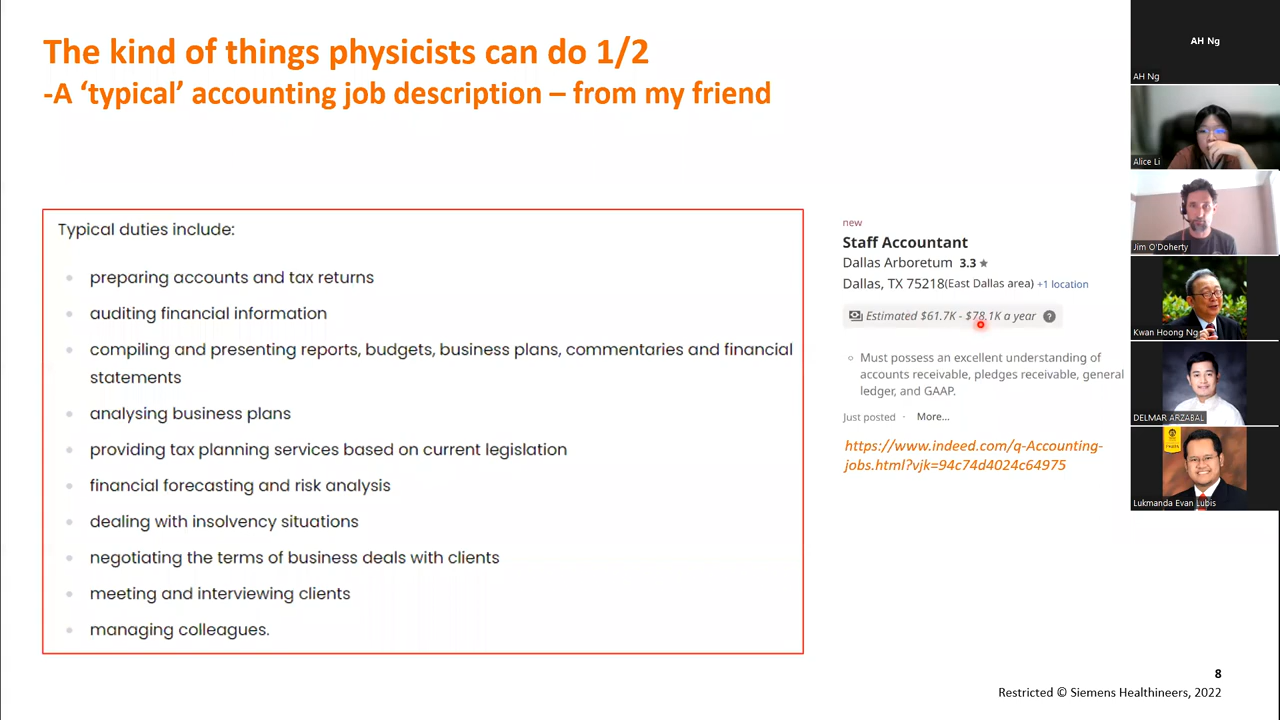 The kind of things physicists can do 1/2
-A ‘typical’ accounting job description – from my friend
Typical duties include:
preparing accounts and tax returns
auditing financial information
compiling and presenting reports, budgets, business plans, commentaries and financial
statements
analysing business plans
providing tax planning services based on current legislation
financial forecasting and risk analysis
dealing with insolvency situations
negotiating the terms of business deals with clients
meeting and interviewing clients
managing colleagues.
new
Staff Accountant
Dallas Arboretum 3.3 ★
Dallas, TX 75218(East Dallas area) +1 location
Estimated $61.7K - $78.1K a year ?
Must possess an excellent understanding of
accounts receivable, pledges receivable, general
ledger, and GAAP.
Just posted · More...
https://www.indeed.com/q-Accounting-
jobs.html?vjk=94c74d4024c64975
8
Restricted © Siemens Healthineers, 2022
AH Ng
AH Ng
Alice Li
Jim O'Doherty
Kwan Hoong Ng
DELMAR ARZABAL
Lukmanda Evan Lubis